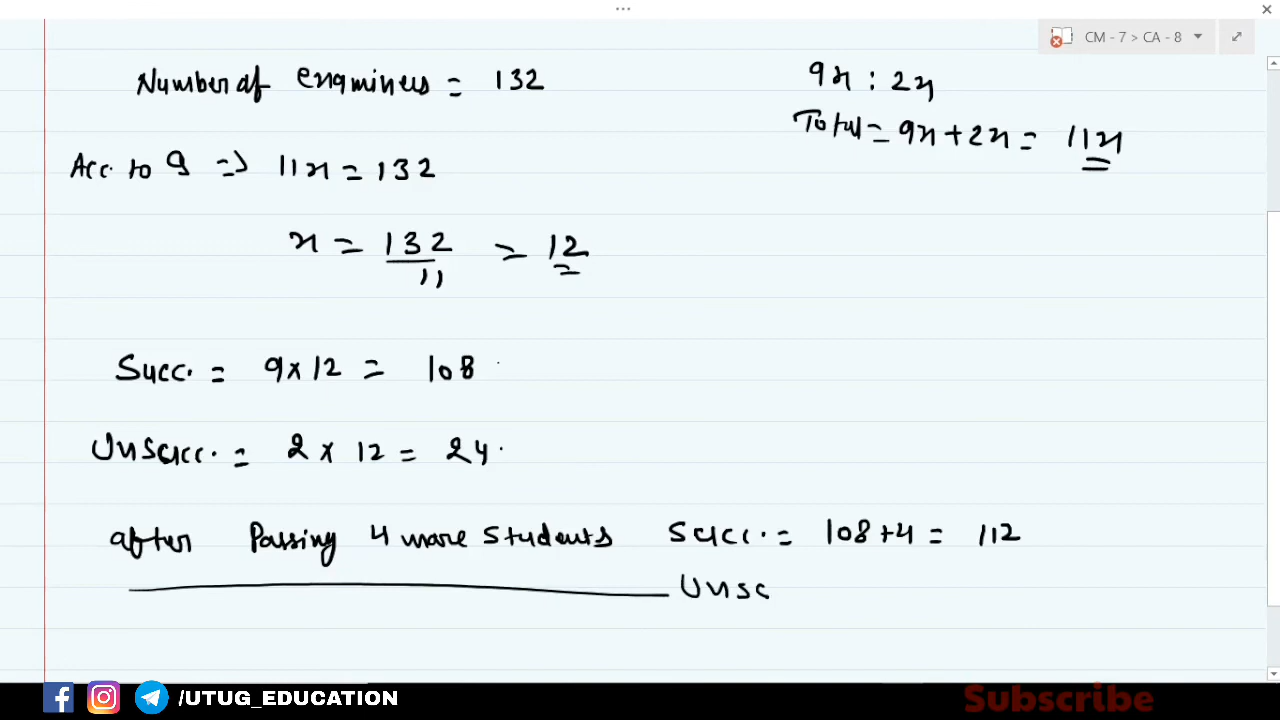 ...
CM - 7 > CA - 8
Number of examiners = 132
9x : 2x
Total = 9x + 2x = 11x
Acc. to Q => 11x = 132
x = 132/11 = 12
Succ. = 9 x 12 = 108
Unsucc. = 2 x 12 = 24
after Passing 4 more students Succ. = 108 + 4 = 112
Unsc
/UTUG_EDUCATION
Subscribe